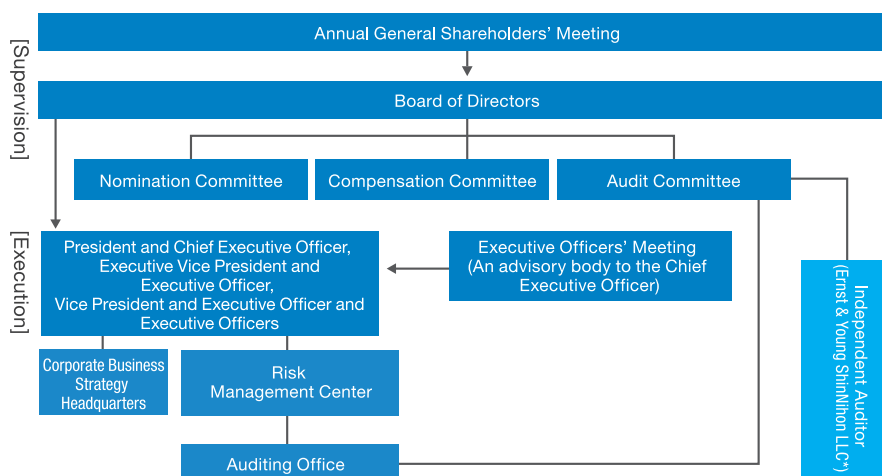 [Supervision]
Annual General Shareholders’ Meeting
Board of Directors
Nomination Committee
Compensation Committee
Audit Committee
[Execution]
President and Chief Executive Officer,
Executive Vice President and
Executive Officer,
Vice President and Executive Officer and
Executive Officers
Executive Officers’ Meeting
(An advisory body to the Chief
Executive Officer)
Independent Auditor
(Ernst & Young ShinNihon LLC*)
Corporate Business
Strategy
Headquarters
Risk
Management Center
Auditing Office